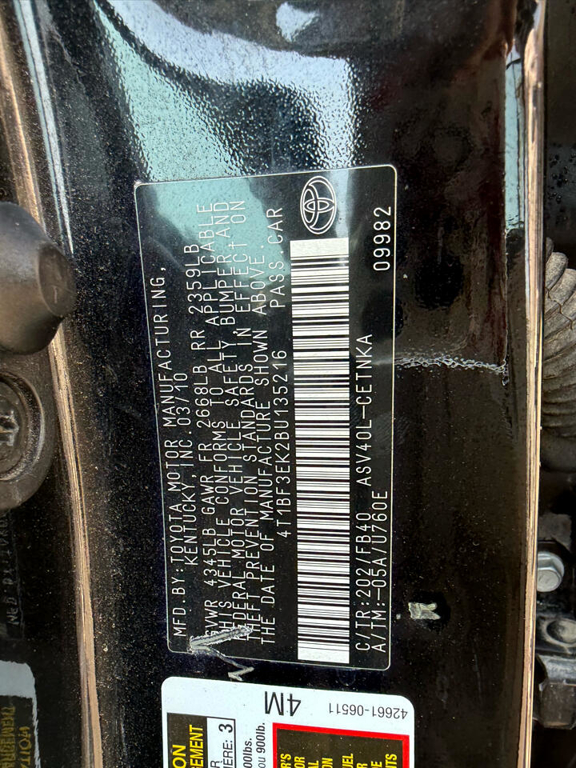 MFD.BY:TOYOTA MOTOR MANUFACTURING,
KENTUCKY,INC.03/10
GVWR 4345LB GAWR FR 2668LB RR 2359LB
THIS VEHICLE CONFORMS TO ALL APPLICABLE
FEDERAL MOTOR VEHICLE SAFETY,BUMPER,AND
THEFT PREVENTION STANDARDS IN EFFECT ON
THE DATE OF MANUFACTURE SHOWN ABOVE.
4T1BF3EK2BU135216 PASS.CAR
C/TR:202/FB40 ASV40L-CETNKA
A/TM:-05A/U760E 09982
4M
42661-06511